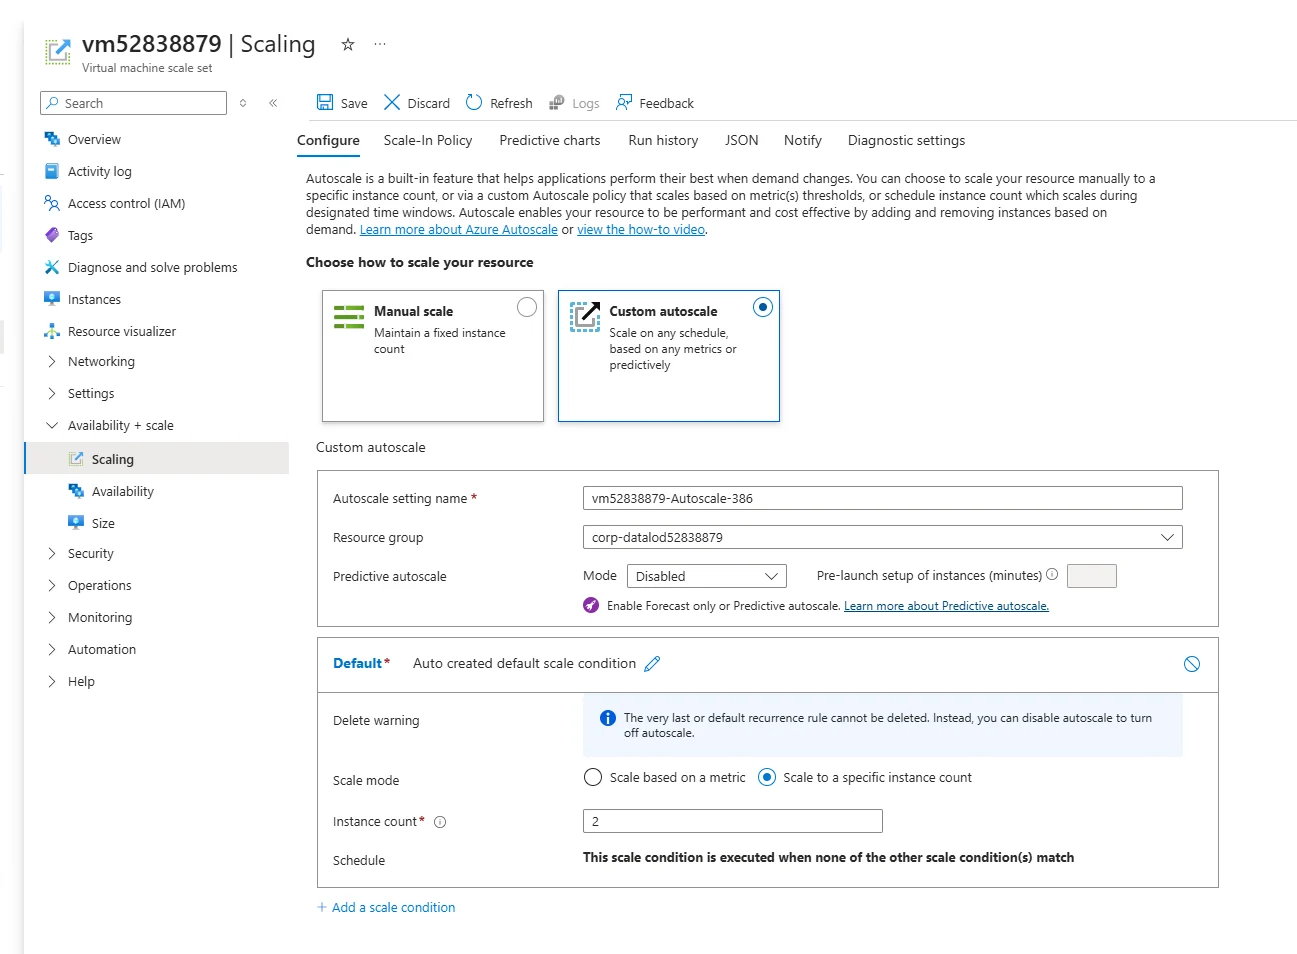 vm52838879 | Scaling ☆ ...
Virtual machine scale set
Search
Save Discard Refresh Logs Feedback
Overview
Activity log
Access control (IAM)
Tags
Diagnose and solve problems
Instances
Resource visualizer
Networking
Settings
Availability + scale
Scaling
Availability
Size
Security
Operations
Monitoring
Automation
Help
Configure Scale-In Policy Predictive charts Run history JSON Notify Diagnostic settings
Autoscale is a built-in feature that helps applications perform their best when demand changes. You can choose to scale your resource manually to a
specific instance count, or via a custom Autoscale policy that scales based on metric(s) thresholds, or schedule instance count which scales during
designated time windows. Autoscale enables your resource to be performant and cost effective by adding and removing instances based on
demand. Learn more about Azure Autoscale or view the how-to video.
Choose how to scale your resource
Manual scale
Maintain a fixed instance
count
Custom autoscale
Scale on any schedule,
based on any metrics or
predictively
Custom autoscale
Autoscale setting name * vm52838879-Autoscale-386
Resource group corp-datalod52838879
Predictive autoscale Mode Disabled Pre-launch setup of instances (minutes)
Enable Forecast only or Predictive autoscale. Learn more about Predictive autoscale.
Default* Auto created default scale condition
Delete warning
The very last or default recurrence rule cannot be deleted. Instead, you can disable autoscale to turn
off autoscale.
Scale mode Scale based on a metric Scale to a specific instance count
Instance count* 2
Schedule This scale condition is executed when none of the other scale condition(s) match
+ Add a scale condition